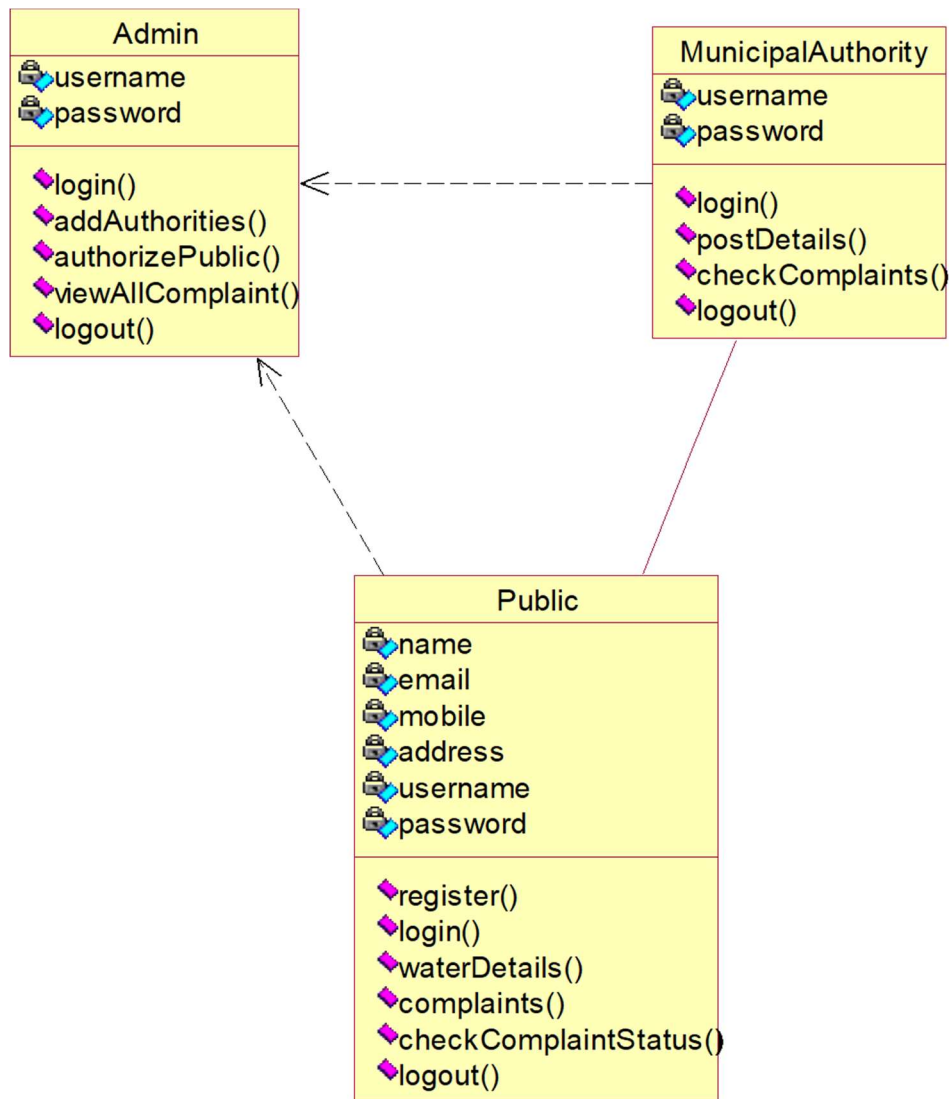 Admin
username
password
login()
addAuthorities()
authorizePublic()
viewAllComplaint()
logout()
MunicipalAuthority
username
password
login()
postDetails()
checkComplaints()
logout()
Public
name
email
mobile
address
username
password
register()
login()
waterDetails()
complaints()
checkComplaintStatus()
logout()